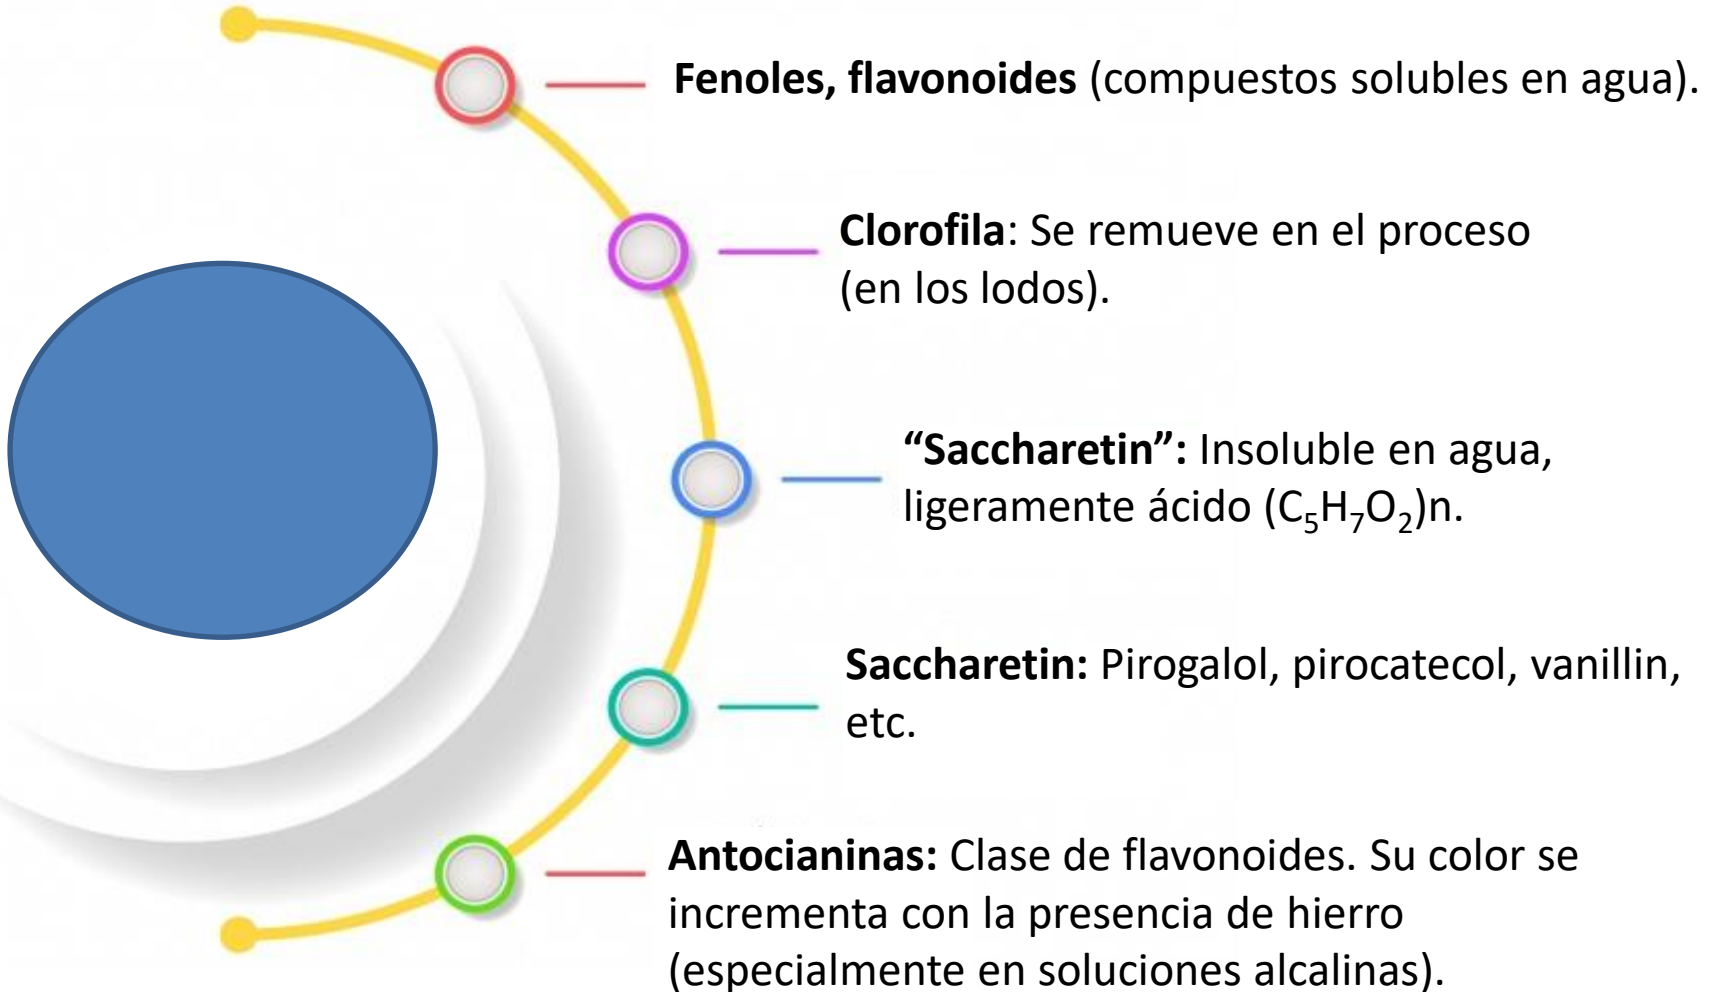 Fenoles, flavonoides (compuestos solubles en agua).
Clorofila: Se remueve en el proceso
(en los lodos).
“Saccharetin”: Insoluble en agua,
ligeramente ácido (C₅H₇O₂)n.
Saccharetin: Pirogalol, pirocatecol, vanillin,
etc.
Antocianinas: Clase de flavonoides. Su color se
incrementa con la presencia de hierro
(especialmente en soluciones alcalinas).